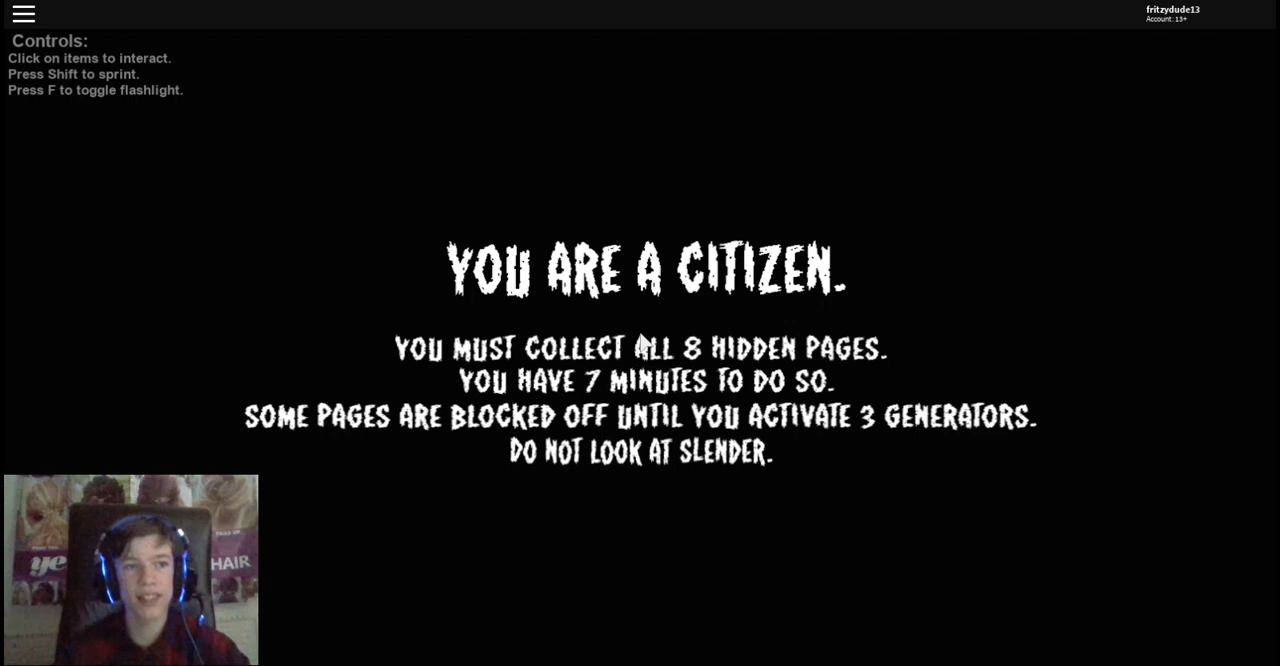 fritzydude13
Account: 13+
Controls:
Click on items to interact.
Press Shift to sprint.
Press F to toggle flashlight.
YOU ARE A CITIZEN.
YOU MUST COLLECT ALL 8 HIDDEN PAGES.
YOU HAVE 7 MINUTES TO DO SO.
SOME PAGES ARE BLOCKED OFF UNTIL YOU ACTIVATE 3 GENERATORS.
DO NOT LOOK AT SLENDER.
ye
HAIR